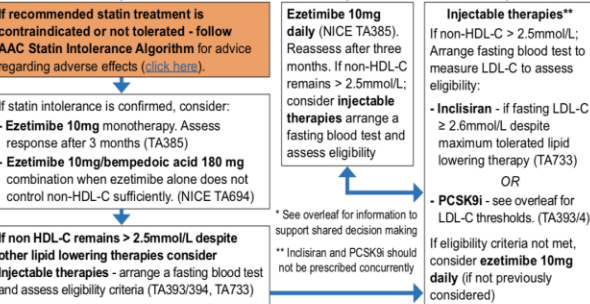 If recommended statin treatment is
contraindicated or not tolerated - follow
AAC Statin Intolerance Algorithm for advice
regarding adverse effects (click here).
If statin intolerance is confirmed, consider:
- Ezetimibe 10mg monotherapy. Assess
response after 3 months (TA385)
- Ezetimibe 10mg/bempedoic acid 180 mg
combination when ezetimibe alone does not
control non-HDL-C sufficiently. (NICE TA694)
If non HDL-C remains > 2.5mmol/L despite
other lipid lowering therapies consider
Injectable therapies - arrange a fasting blood test
and assess eligibility criteria (TA393/394, TA733)
Ezetimibe 10mg
daily (NICE TA385).
Reassess after three
months. If non-HDL-C
remains > 2.5mmol/L;
consider injectable
therapies arrange a
fasting blood test and
assess eligibility
* See overleaf for information to
support shared decision making
** Inclisiran and PCSK9i should
not be prescribed concurrently
Injectable therapies**
If non-HDL-C > 2.5mmol/L;
Arrange fasting blood test to
measure LDL-C to assess
eligibility:
- Inclisiran - if fasting LDL-C
≥ 2.6mmol/L despite
maximum tolerated lipid
lowering therapy (TA733)
OR
- PCSK9i - see overleaf for
LDL-C thresholds. (TA393/4)
If eligibility criteria not met,
consider ezetimibe 10mg
daily (if not previously
considered)